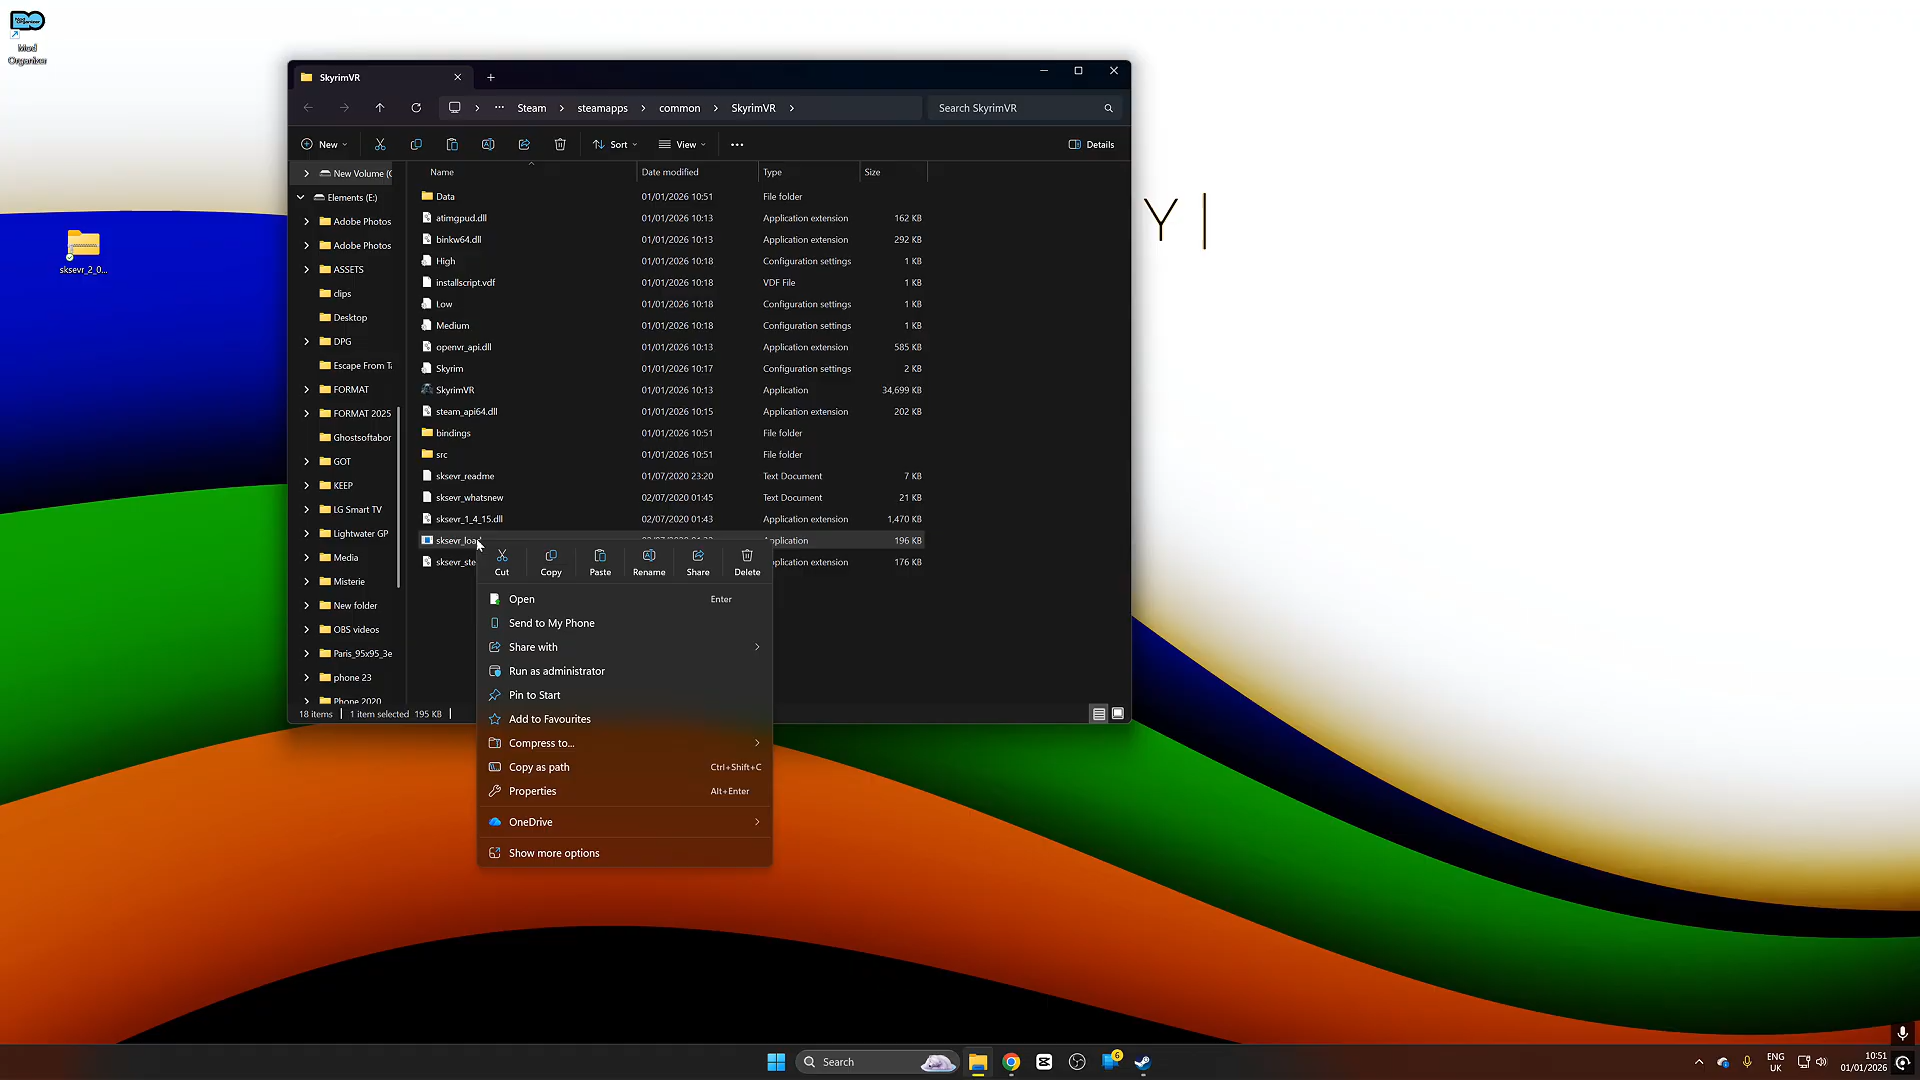 Mod
Organizer
sksevr_2_0...
SkyrimVR
Steam
steamapps
common
SkyrimVR
Search SkyrimVR
New
Sort
View
Details
Name
Date modified
Type
Size
New Volume (
Elements (E:)
Adobe Photos
Adobe Photos
ASSETS
clips
Desktop
DPG
Escape From T
FORMAT
FORMAT 2025
Ghostsoftabor
GOT
KEEP
LG Smart TV
Lightwater GP
Media
Misterie
New folder
OBS videos
Paris_95x95_3e
phone 23
Phone 2020
Data 01/01/2026 10:51 File folder
atimgpud.dll 01/01/2026 10:13 Application extension 162 KB
binkw64.dll 01/01/2026 10:13 Application extension 292 KB
High 01/01/2026 10:18 Configuration settings 1 KB
installscript.vdf 01/01/2026 10:18 VDF File 1 KB
Low 01/01/2026 10:18 Configuration settings 1 KB
Medium 01/01/2026 10:18 Configuration settings 1 KB
openvr_api.dll 01/01/2026 10:13 Application extension 585 KB
Skyrim 01/01/2026 10:17 Configuration settings 2 KB
SkyrimVR 01/01/2026 10:13 Application 34,699 KB
steam_api64.dll 01/01/2026 10:15 Application extension 202 KB
bindings 01/01/2026 10:51 File folder
src 01/01/2026 10:51 File folder
sksevr_readme 01/07/2020 23:20 Text Document 7 KB
sksevr_whatsnew 02/07/2020 01:45 Text Document 21 KB
sksevr_1_4_15.dll 02/07/2020 01:43 Application extension 1,470 KB
sksevr_load pplication 196 KB
sksevr_ste pplication extension 176 KB
Cut
Copy
Paste
Rename
Share
Delete
Open Enter
Send to My Phone
Share with
Run as administrator
Pin to Start
Add to Favourites
Compress to...
Copy as path Ctrl+Shift+C
Properties Alt+Enter
OneDrive
Show more options
18 items
1 item selected 195 KB
Y
Search
6
ENG
UK
10:51
01/01/2026